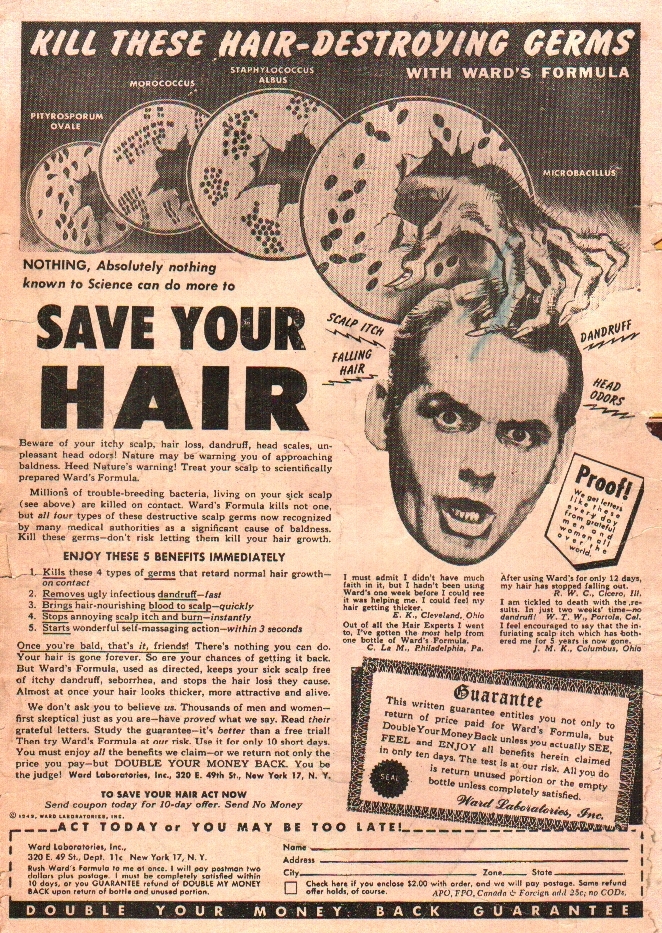 KILL THESE HAIR-DESTROYING GERMS
WITH WARD'S FORMULA
PITYROSPORUM
OVALE
MOROCOCCUS
STAPHYLOCOCCUS
ALBUS
MICROBACILLUS
NOTHING, Absolutely nothing
known to Science can do more to
SAVE YOUR
HAIR
SCALP ITCH
FALLING
HAIR
DANDRUFF
HEAD
ODORS
Beware of your itchy scalp, hair loss, dandruff, head scales, un-
pleasant head odors! Nature may be warning you of approaching
baldness. Heed Nature's warning! Treat your scalp to scientifically
prepared Ward's Formula.
Millions of trouble-breeding bacteria, living on your sick scalp
(see above) are killed on contact. Ward's Formula kills not one,
but all four types of these destructive scalp germs now recognized
by many medical authorities as a significant cause of baldness.
Kill these germs—don't risk letting them kill your hair growth.
ENJOY THESE 5 BENEFITS IMMEDIATELY
1. Kills these 4 types of germs that retard normal hair growth—
on contact
2. Removes ugly infectious dandruff—fast
3. Brings hair-nourishing blood to scalp—quickly
4. Stops annoying scalp itch and burn—instantly
5. Starts wonderful self-massaging action—within 3 seconds
Once you're bald, that's it, friends! There's nothing you can do.
Your hair is gone forever. So are your chances of getting it back.
But Ward's Formula, used as directed, keeps your sick scalp free
of itchy dandruff, seborrhea, and stops the hair loss they cause.
Almost at once your hair looks thicker, more attractive and alive.
We don't ask you to believe us. Thousands of men and women—
first skeptical just as you are—have proved what we say. Read their
grateful letters. Study the guarantee—it's better than a free trial!
Then try Ward's Formula at our risk. Use it for only 10 short days.
You must enjoy all the benefits we claim—or we return not only the
price you pay—but DOUBLE YOUR MONEY BACK. You be
the judge! Ward Laboratories, Inc., 320 E. 49th St., New York 17, N. Y.
TO SAVE YOUR HAIR ACT NOW
Send coupon today for 10-day offer. Send No Money
© 1949, WARD LABORATORIES, INC.
Proof!
We get letters
like these
every day
from grateful
men and
women all
over the
world.
I must admit I didn't have much
faith in it, but I hadn't been using
Ward's one week before I could see
it was helping me. I could feel my
hair getting thicker.
E. K., Cleveland, Ohio
Out of all the Hair Experts I went
to, I've gotten the most help from
one bottle of Ward's Formula.
C. La M., Philadelphia, Pa.
After using Ward's for only 12 days,
my hair has stopped falling out.
R. W. C., Cicero, Ill.
I am tickled to death with the re-
sults. In just two weeks' time—no
dandruff! W. T. W., Portola, Cal.
I feel encouraged to say that the in-
furiating scalp itch which has both-
ered me for 5 years is now gone.
J. M. K., Columbus, Ohio
Guarantee
This written guarantee entitles you not only to
return of price paid for Ward's Formula, but
Double Your Money Back unless you actually SEE,
FEEL and ENJOY all benefits herein claimed
in only ten days. The test is at our risk. All you do
is return unused portion or the empty
bottle unless completely satisfied.
Ward Laboratories, Inc.
SEAL
ACT TODAY or YOU MAY BE TOO LATE!
Ward Laboratories, Inc.,
320 E. 49 St., Dept. 11c New York 17, N. Y.
Rush Ward's Formula to me at once. I will pay postman two
dollars plus postage. I must be completely satisfied within
10 days, or you GUARANTEE refund of DOUBLE MY MONEY
BACK upon return of bottle and unused portion.
Name
Address
City Zone State
Check here if you enclose $2.00 with order, and we will pay postage. Same refund
offer holds, of course. APO, FPO, Canada & Foreign add 25c; no CODs.
DOUBLE YOUR MONEY BACK GUARANTEE